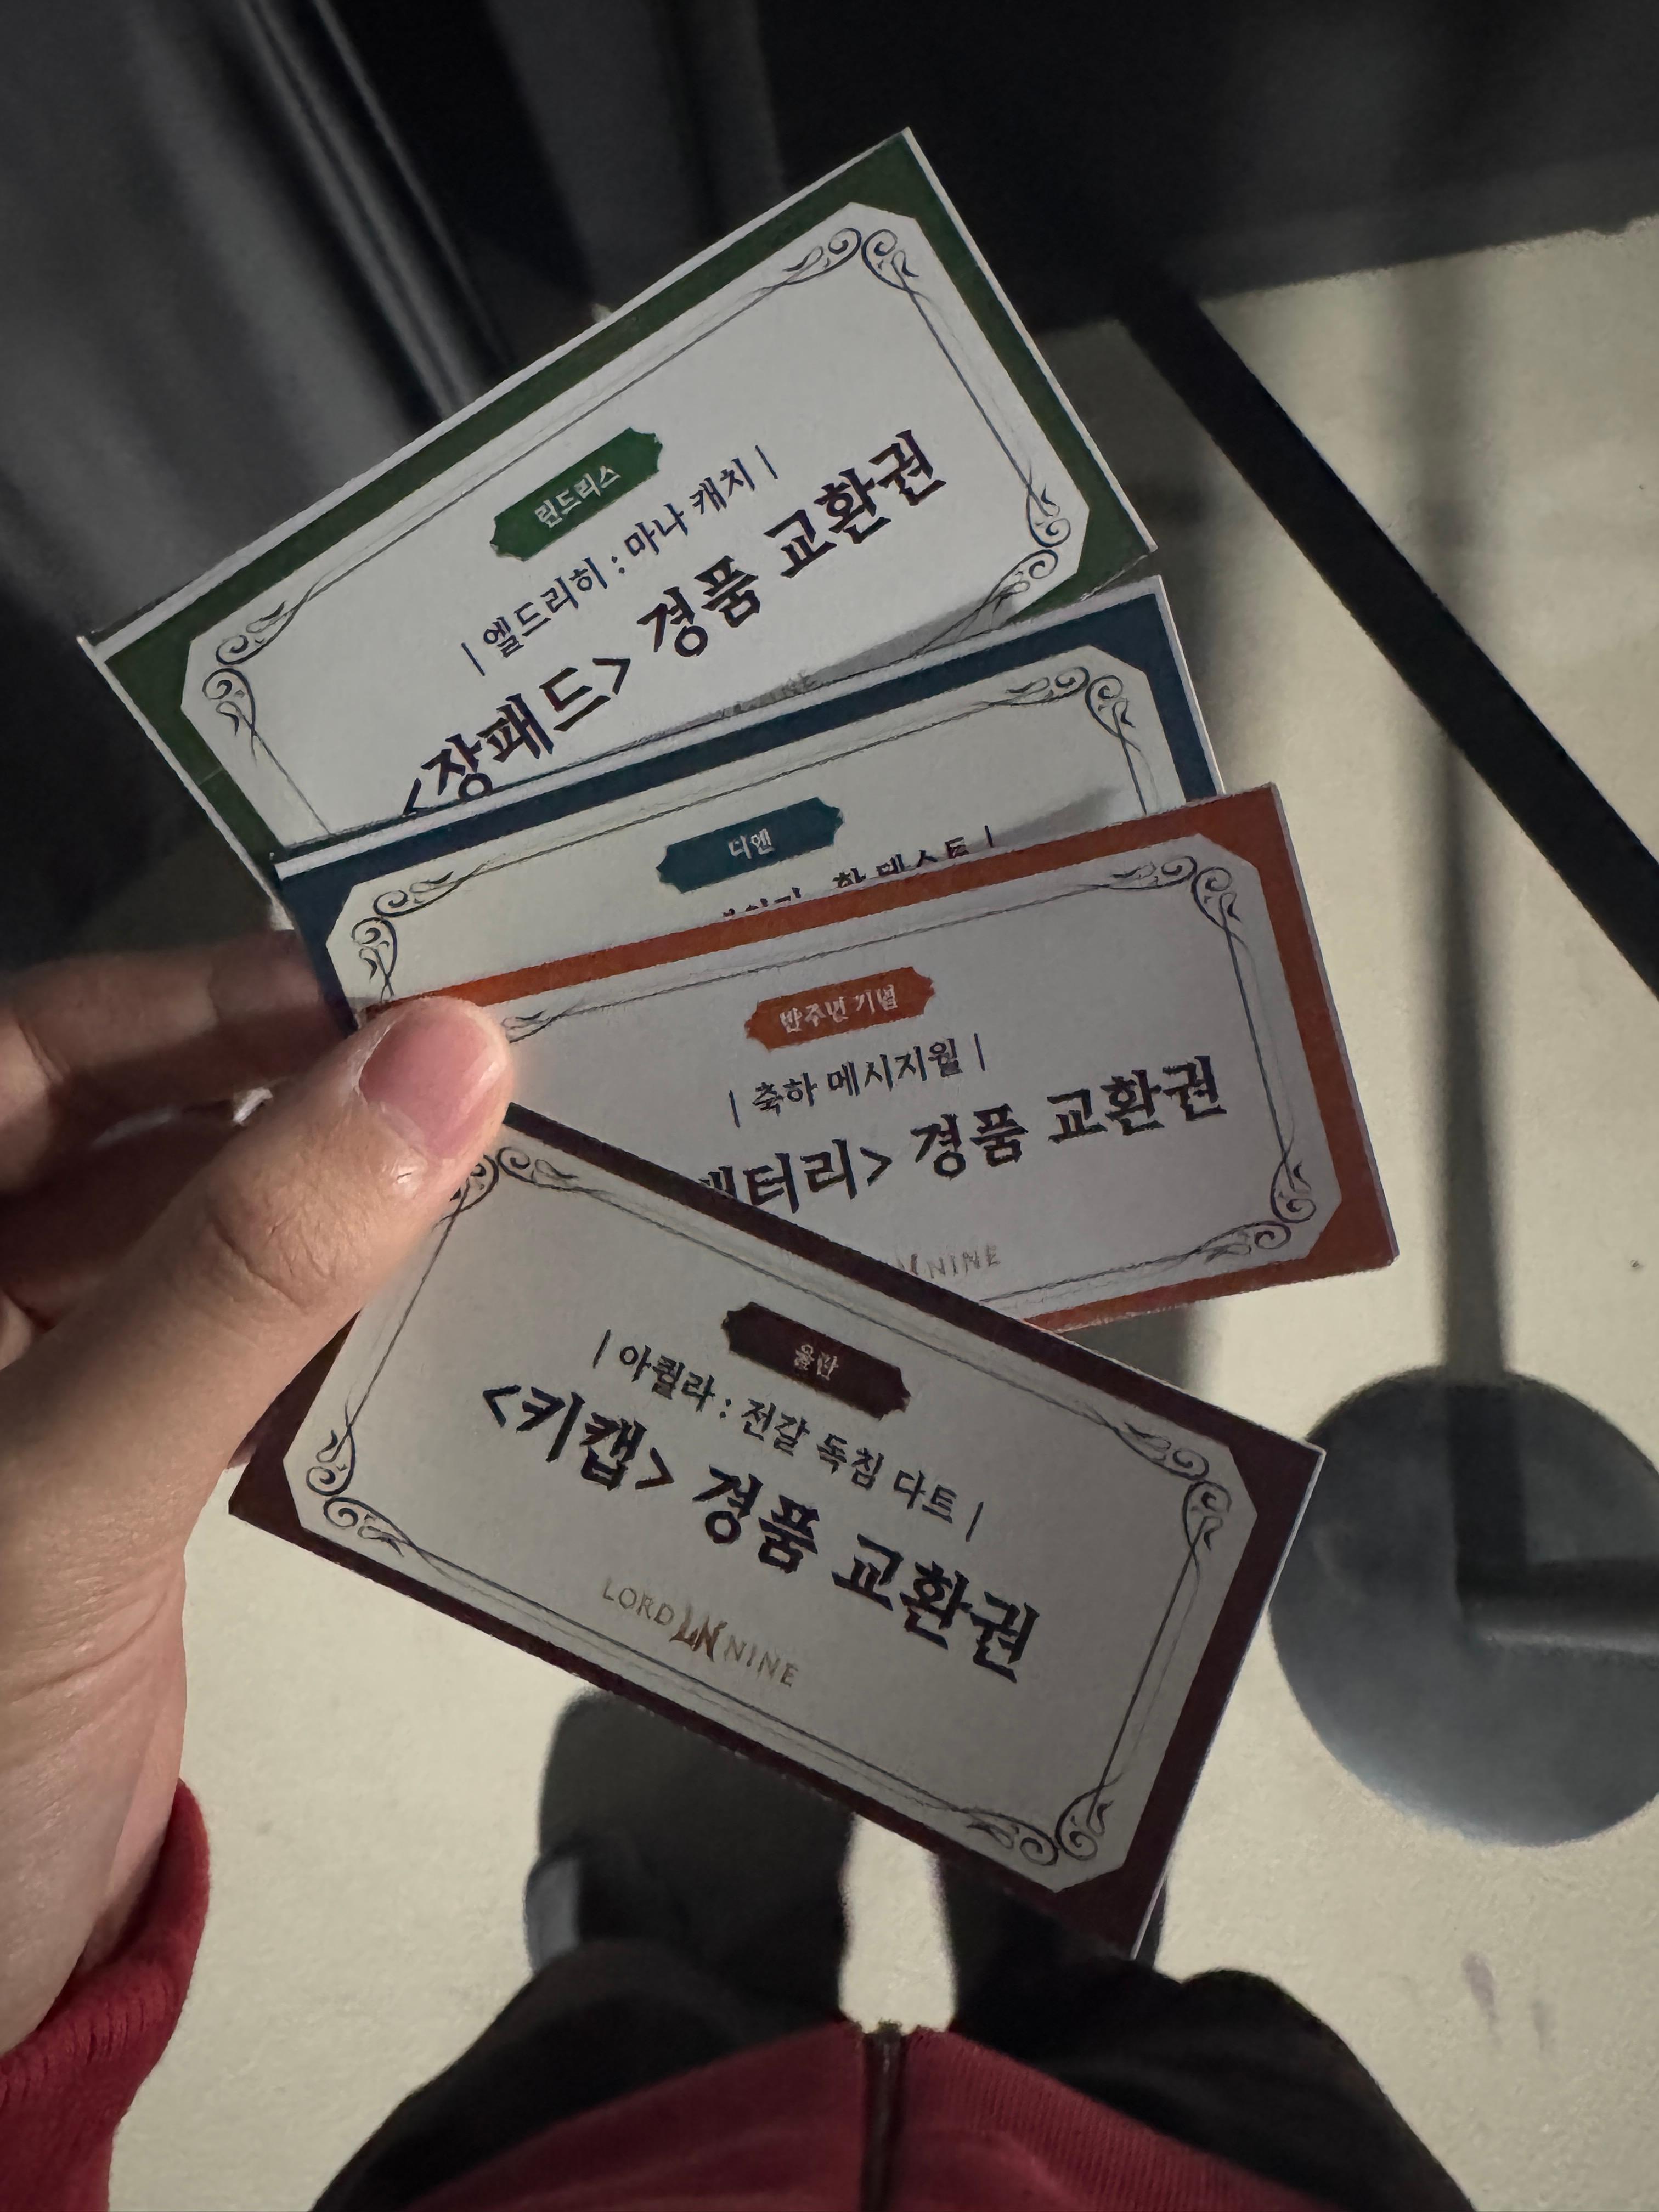 린드리스
| 엘드리히 : 마나 캐치 |
<장패드> 경품 교환권
디엔
반주년 기념
| 축하 메시지월 |
터리> 경품 교환권
NINE
울란
| 아퀼라 : 전갈 독침 다트 |
<키캡> 경품 교환권
LORD LN NINE